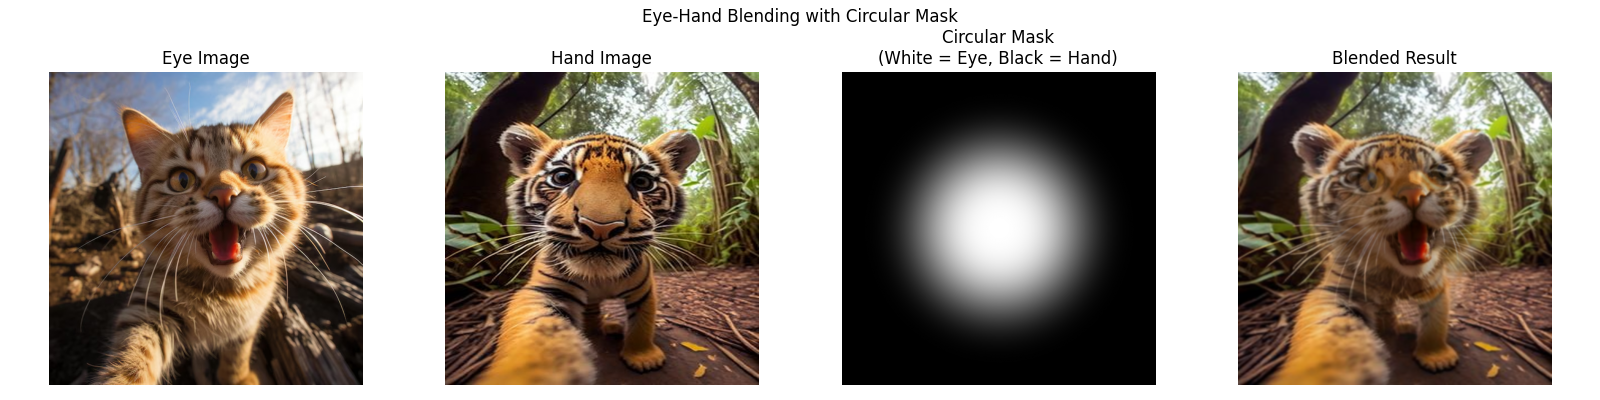 Eye-Hand Blending with Circular Mask
Eye Image
Hand Image
Circular Mask
(White = Eye, Black = Hand)
Blended Result